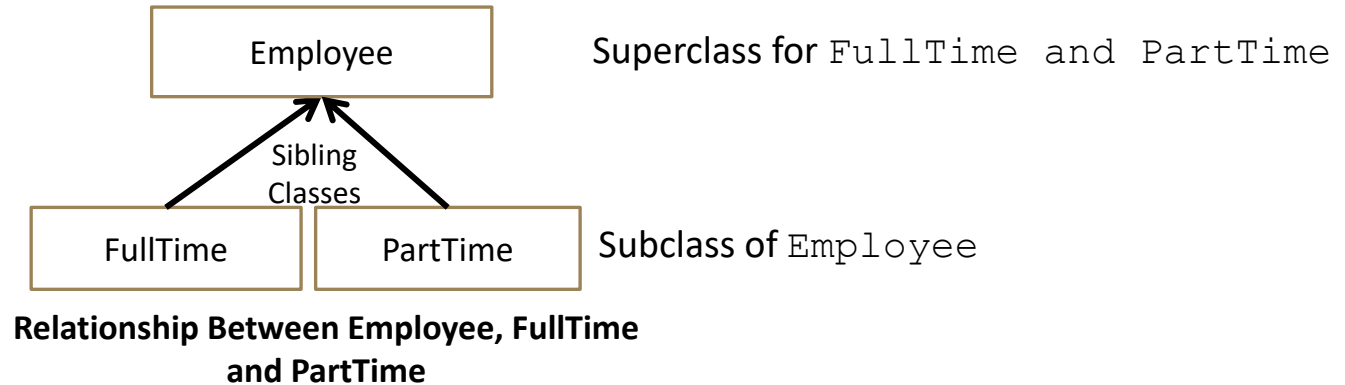 Employee
Superclass for FullTime and PartTime
Sibling
Classes
FullTime
PartTime
Subclass of Employee
Relationship Between Employee, FullTime
and PartTime